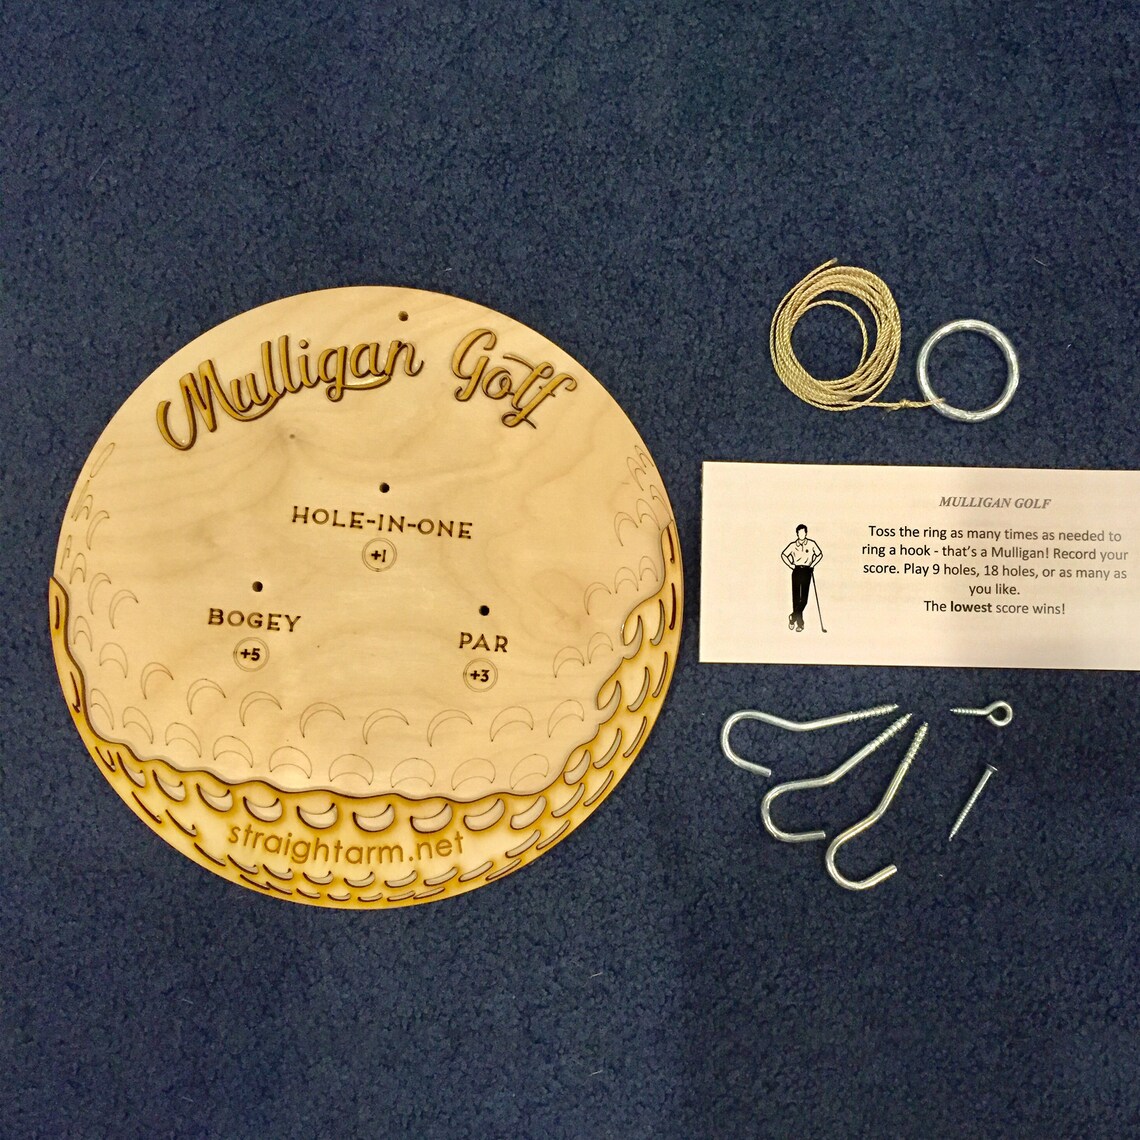 Mulligan Golf
HOLE-IN-ONE
+1
BOGEY
+5
PAR
+3
straightarm.net
MULLIGAN GOLF
Toss the ring as many times as needed to
ring a hook - that's a Mulligan! Record your
score. Play 9 holes, 18 holes, or as many as
you like.
The lowest score wins!